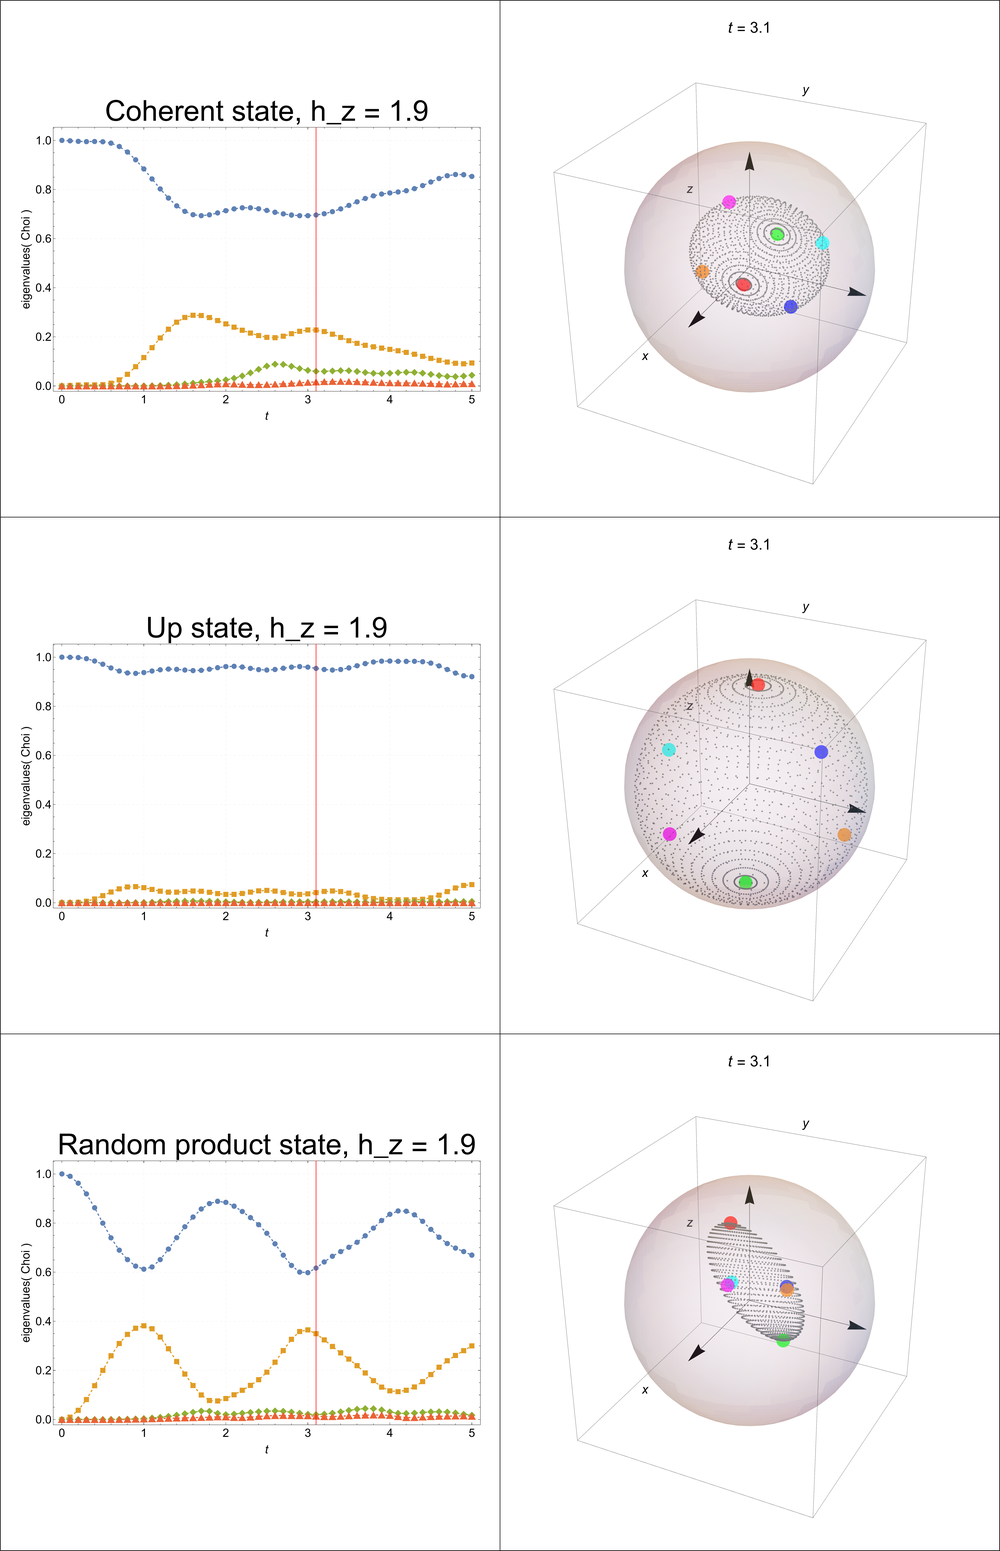 t = 3.1
Coherent state, h_z = 1.9
y
z
x
eigenvalues( Choi )
1.0
0.8
0.6
0.4
0.2
0.0
0 1 2 3 4 5
t
t = 3.1
Up state, h_z = 1.9
y
z
x
eigenvalues( Choi )
1.0
0.8
0.6
0.4
0.2
0.0
0 1 2 3 4 5
t
t = 3.1
Random product state, h_z = 1.9
y
z
x
eigenvalues( Choi )
1.0
0.8
0.6
0.4
0.2
0.0
0 1 2 3 4 5
t